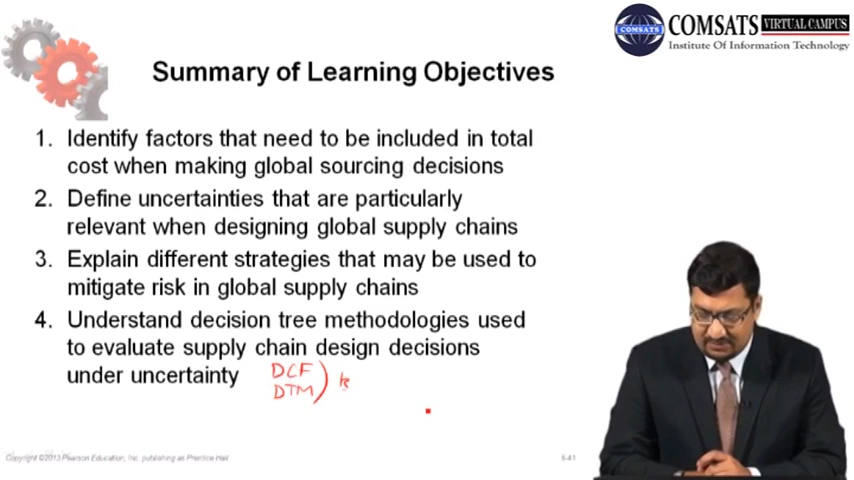 COMSATS VIRTUAL CAMPUS
COMSATS
Institute Of Information Technology
Summary of Learning Objectives
1. Identify factors that need to be included in total
cost when making global sourcing decisions
2. Define uncertainties that are particularly
relevant when designing global supply chains
3. Explain different strategies that may be used to
mitigate risk in global supply chains
4. Understand decision tree methodologies used
to evaluate supply chain design decisions
under uncertainty DCF
DTM
Copyright ©2013 Pearson Education, Inc. publishing as Prentice Hall
6-41